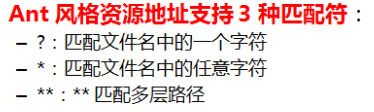 Ant 风格资源地址支持 3 种匹配符：
– ?：匹配文件名中的一个字符
– *：匹配文件名中的任意字符
– **：** 匹配多层路径